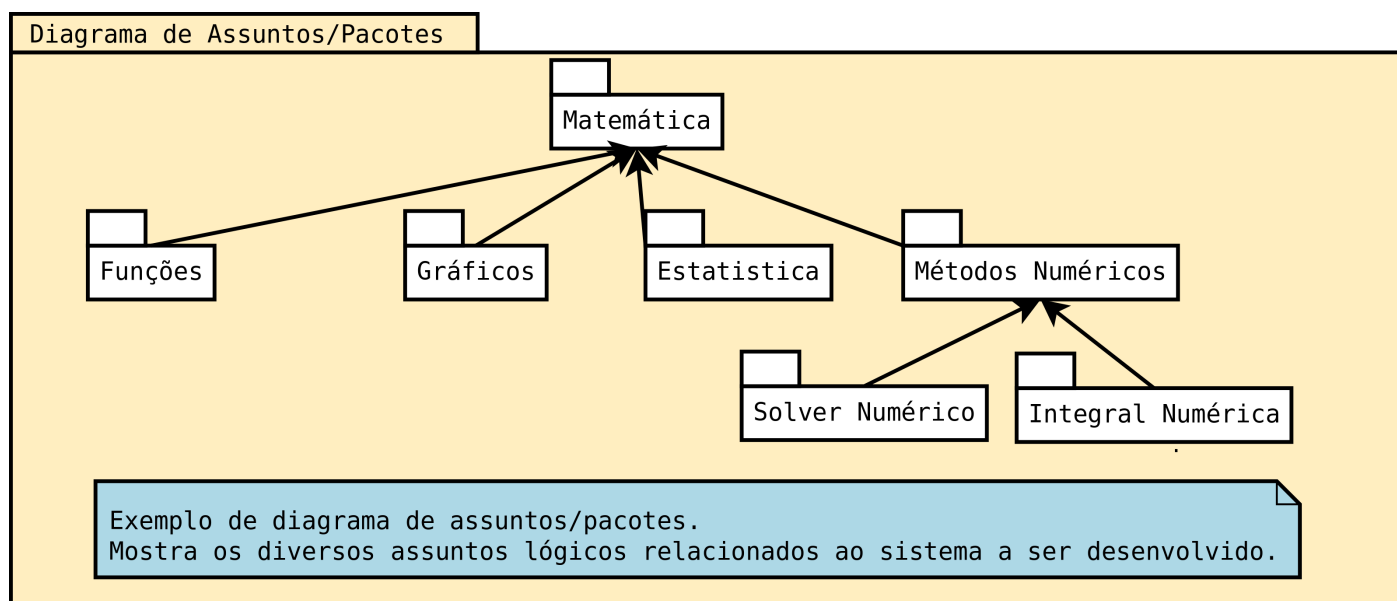 Diagrama de Assuntos/Pacotes
Matemática
Funções
Gráficos
Estatistica
Métodos Numéricos
Solver Numérico
Integral Numérica
.
Exemplo de diagrama de assuntos/pacotes.
Mostra os diversos assuntos lógicos relacionados ao sistema a ser desenvolvido.